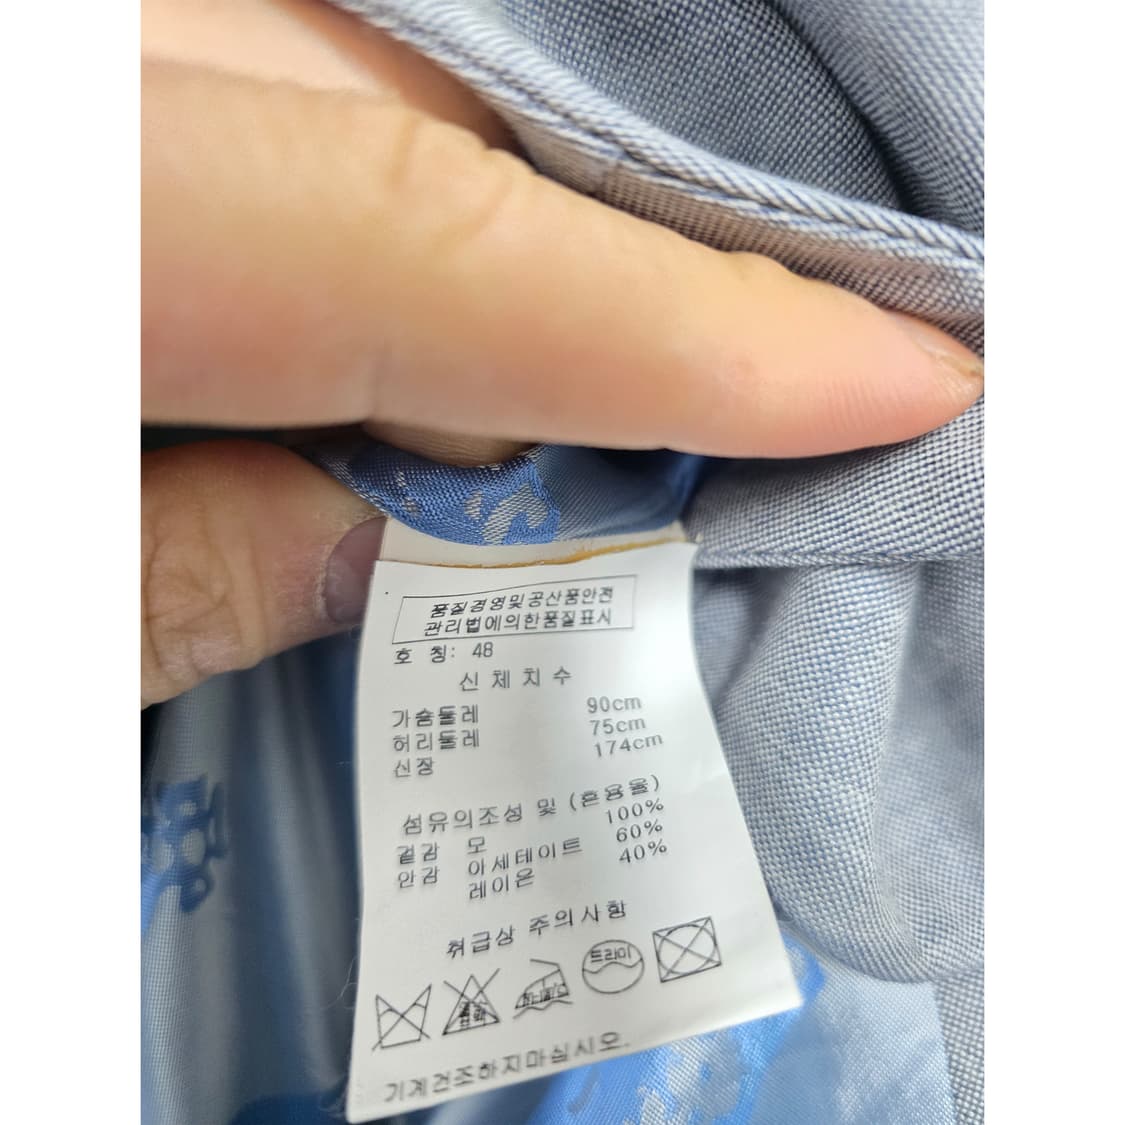 품질경영및공산품안전
관리법에의한품질표시
호 칭: 48
신체치수
가슴둘레 90cm
허리둘레 75cm
신장 174cm
섬유의조성 및 (혼용율)
겉감 모 100%
안감 아세테이트 60%
레이온 40%
취급상 주의사항
드라이
기계건조하지마십시오.